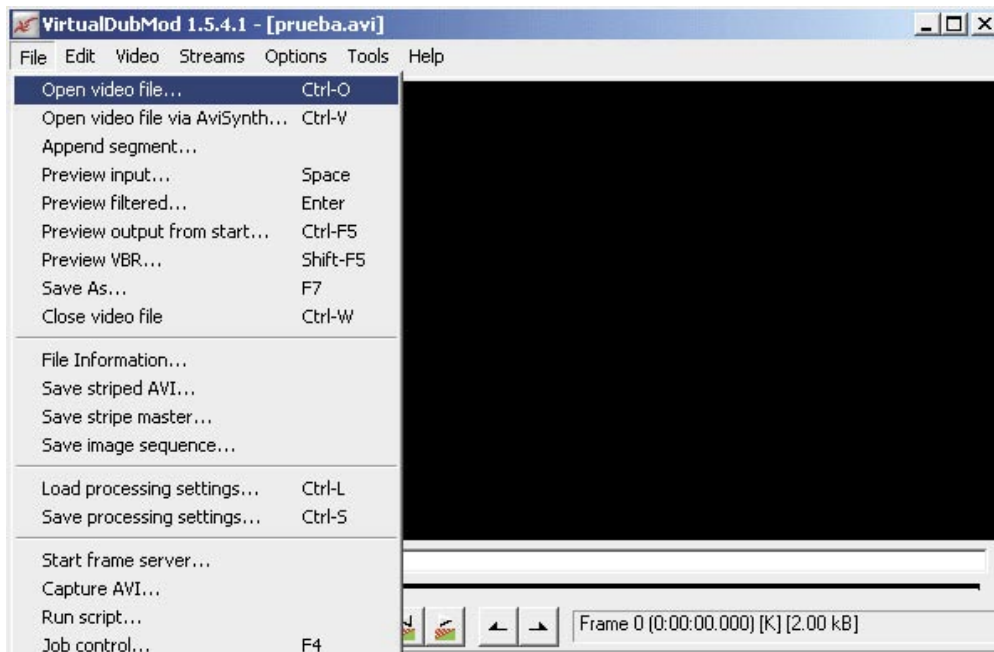 VirtualDubMod 1.5.4.1 - [prueba.avi]
File Edit Video Streams Options Tools Help
Open video file... Ctrl-O
Open video file via AviSynth... Ctrl-V
Append segment...
Preview input... Space
Preview filtered... Enter
Preview output from start... Ctrl-F5
Preview VBR... Shift-F5
Save As... F7
Close video file Ctrl-W
File Information...
Save striped AVI...
Save stripe master...
Save image sequence...
Load processing settings... Ctrl-L
Save processing settings... Ctrl-S
Start frame server...
Capture AVI...
Run script...
Job control... F4
Frame 0 (0:00:00.000) [K] [2.00 kB]